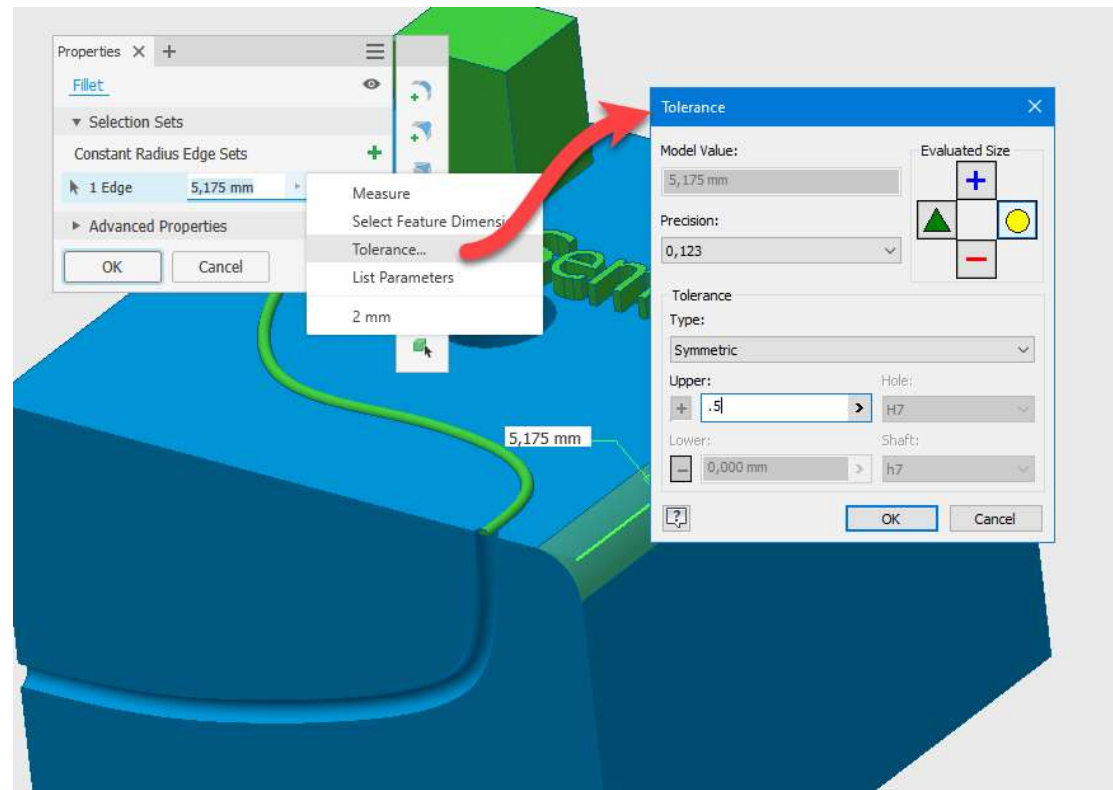 Properties
Fillet
Selection Sets
Constant Radius Edge Sets
1 Edge 5,175 mm
Advanced Properties
OK Cancel
Measure
Select Feature
Tolerance...
List Parameters
2 mm
5,175 mm
Tolerance
Model Value:
5,175 mm
Evaluated Size
Precision:
0,123
Tolerance
Type:
Symmetric
Upper: Hole:
+ .5 H7
Lower: Shaft:
- 0,000 mm h7
OK Cancel